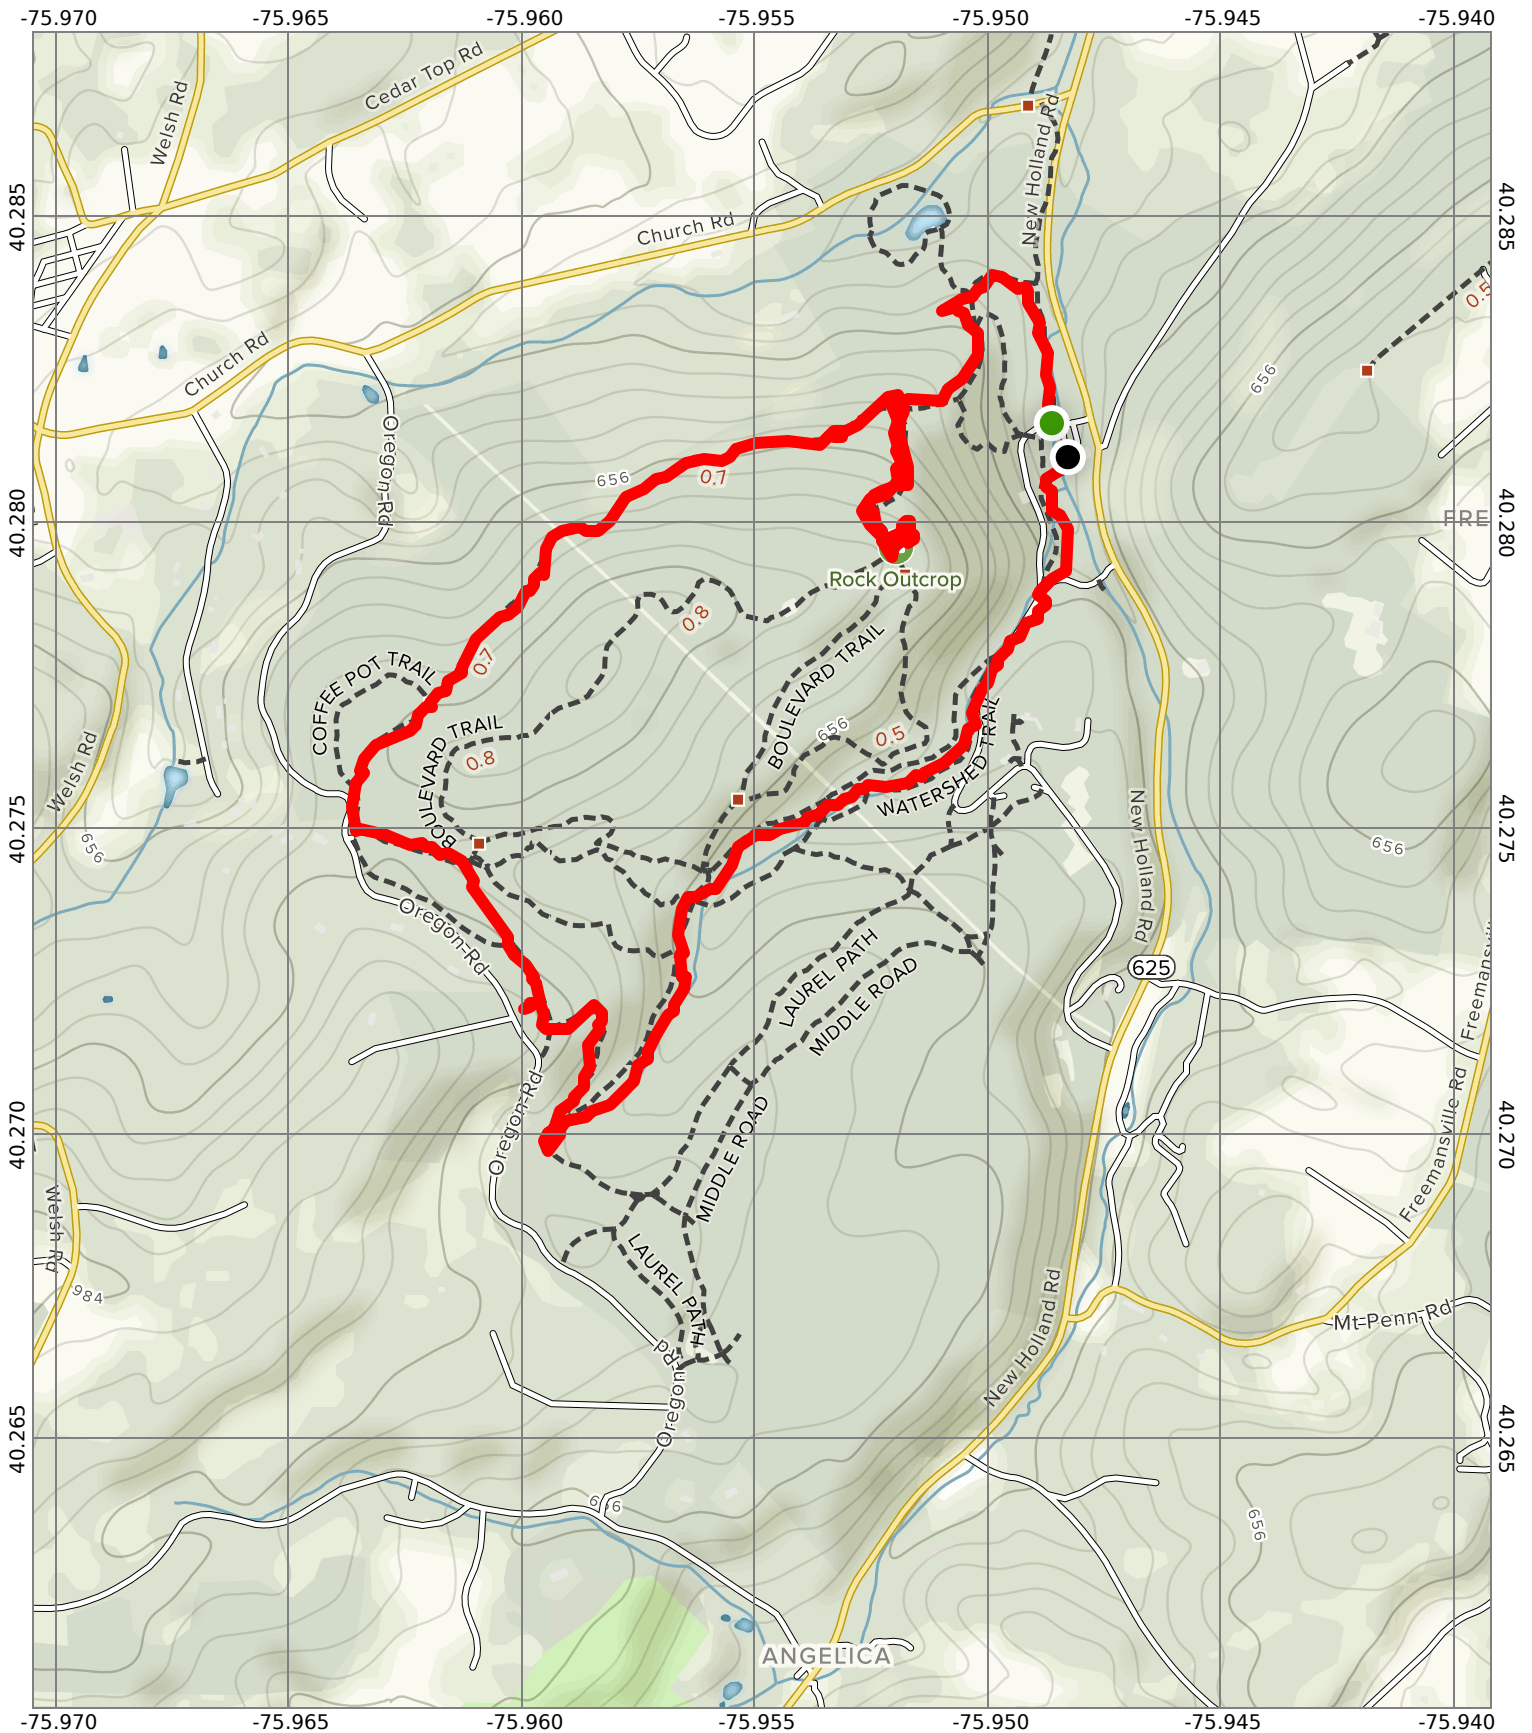 -75.970
-75.965
-75.960
-75.955
-75.950
-75.945
-75.940
Cedar Top Rd
Welsh Rd
New Holland Rd
40.285
40.285
Church Rd
0.5
Church Rd
656
Oregon Rd
656
0.7
40.280
FRE
40.280
Rock Outcrop
0.8
0.7
COFFEE POT TRAIL
BOULEVARD TRAIL
BOULEVARD TRAIL
0.8
656
0.5
WATERSHED TRAIL
Welsh Rd
656
New Holland Rd
40.275
656
40.275
Oregon Rd
LAUREL PATH
MIDDLE ROAD
625
Freemansvil
Oregon Rd
MIDDLE ROAD
Freemansville Rd
40.270
40.270
Welsh Rd
984
LAUREL PATH
New Holland Rd
Mt Penn Rd
Oregon Rd
40.265
40.265
656
656
ANGELICA
-75.970
-75.965
-75.960
-75.955
-75.950
-75.945
-75.940